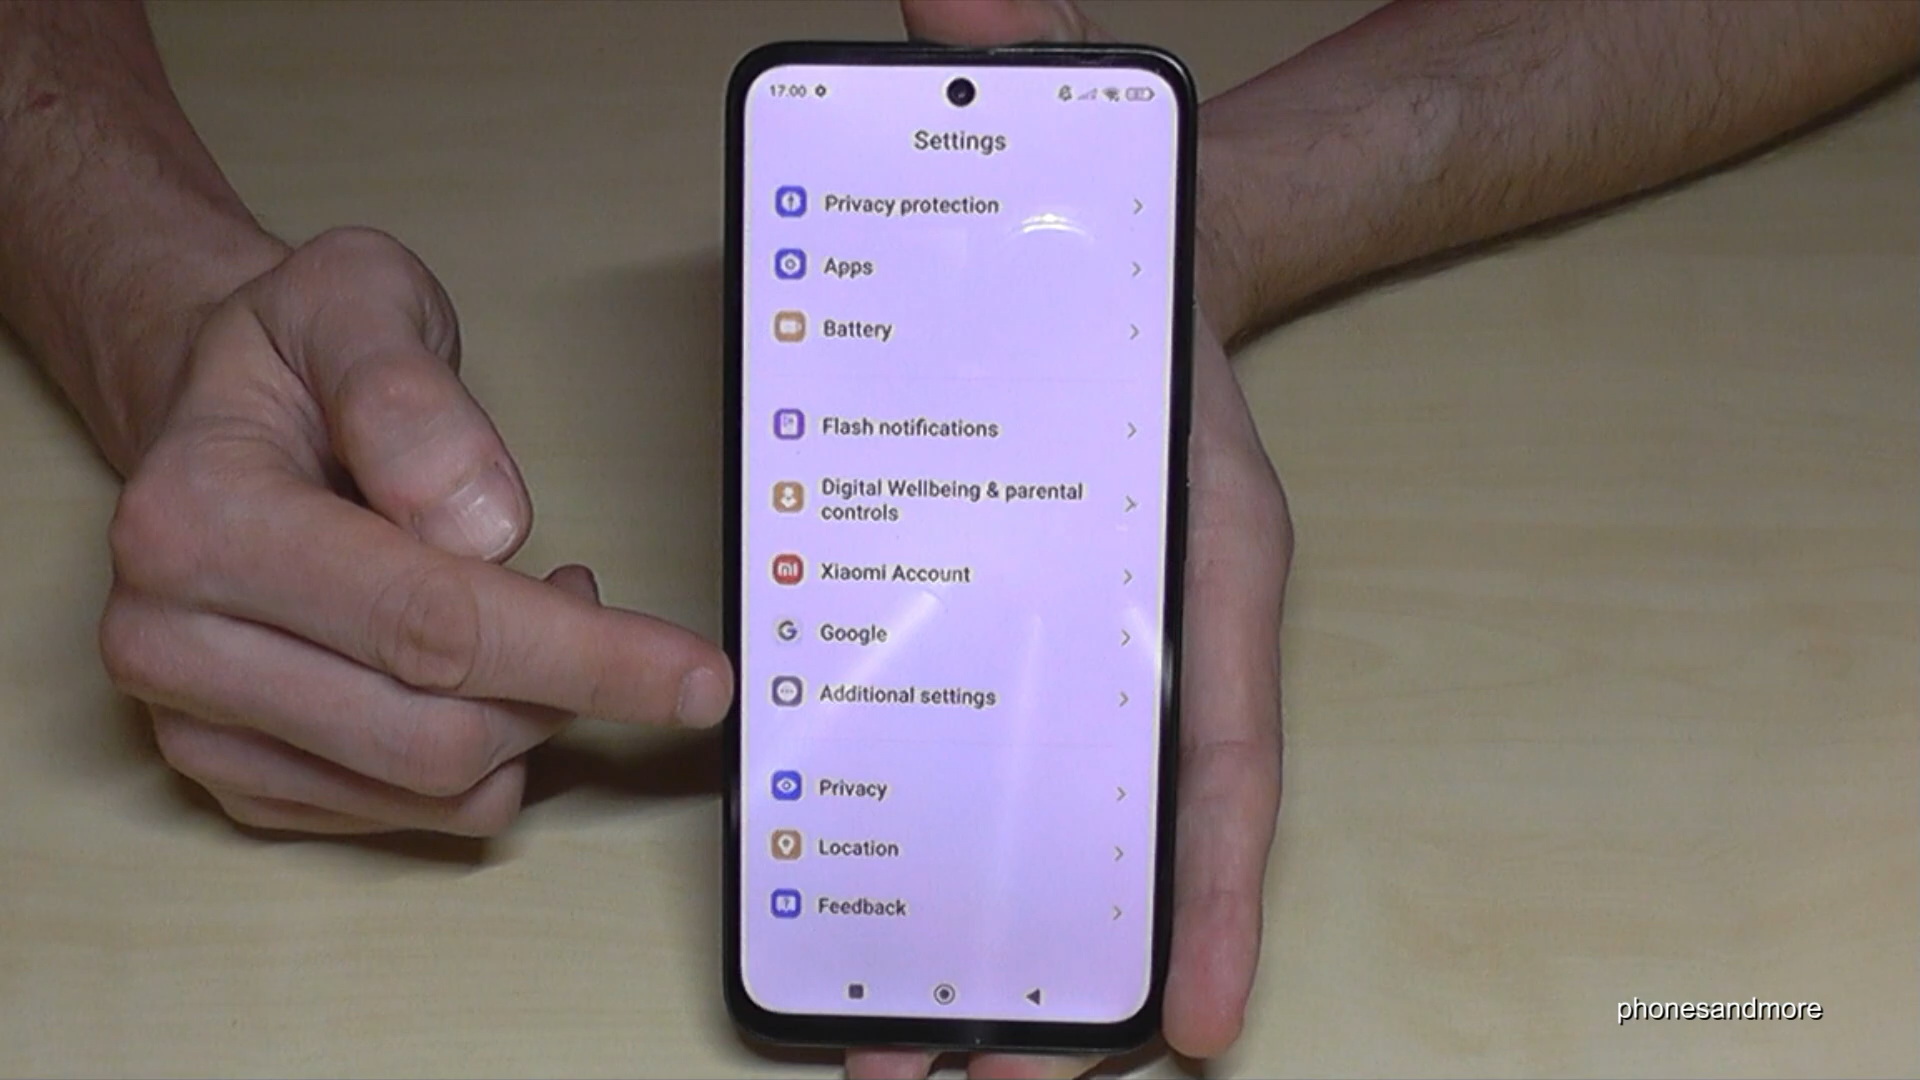 17.00
Settings
Privacy protection
Apps
Battery
Flash notifications
Digital Wellbeing & parental
controls
Xiaomi Account
Google
Additional settings
Privacy
Location
Feedback
phonesandmore